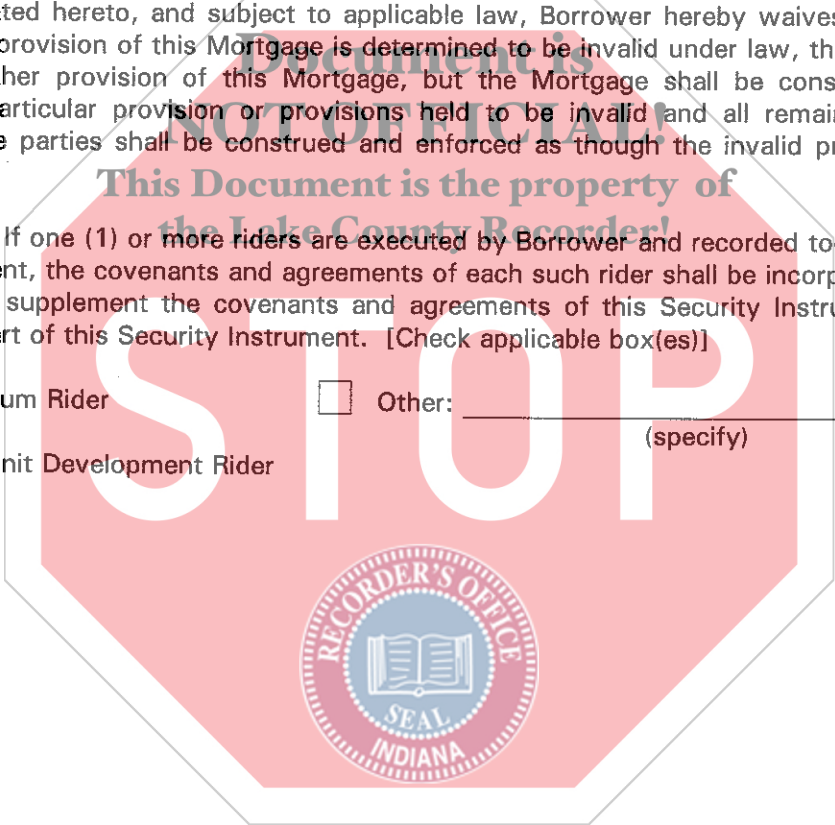 ted hereto, and subject to applicable law, Borrower hereby waives
provision of this Mortgage is determined to be invalid under law, th
her provision of this Mortgage, but the Mortgage shall be cons
articular provision or provisions held to be invalid and all remai
e parties shall be construed and enforced as though the invalid pr
Document is
NOT OFFICIAL!
This Document is the property of
the Lake County Recorder!
If one (1) or more riders are executed by Borrower and recorded to
nt, the covenants and agreements of each such rider shall be incorp
supplement the covenants and agreements of this Security Instru
rt of this Security Instrument. [Check applicable box(es)]
um Rider
Other:
(specify)
nit Development Rider
STOP
RECORDER'S OFFICE
SEAL
INDIANA